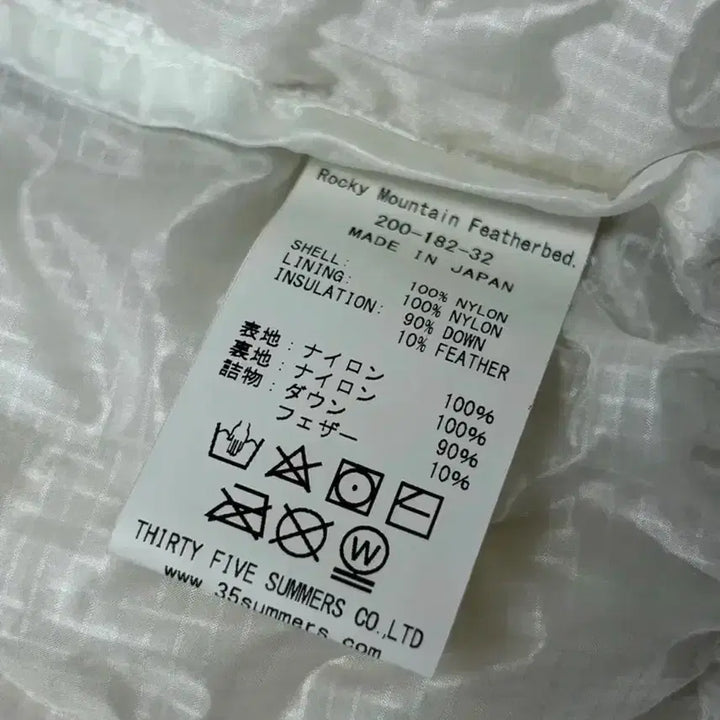 Rocky Mountain Featherbed.
200-182-32
MADE IN JAPAN
SHELL: 100% NYLON
LINING: 100% NYLON
INSULATION: 90% DOWN
10% FEATHER
表地：ナイロン 100%
裏地：ナイロン 100%
詰物：ダウン 90%
フェザー 10%
W
THIRTY FIVE SUMMERS CO.,LTD
www.35summers.com